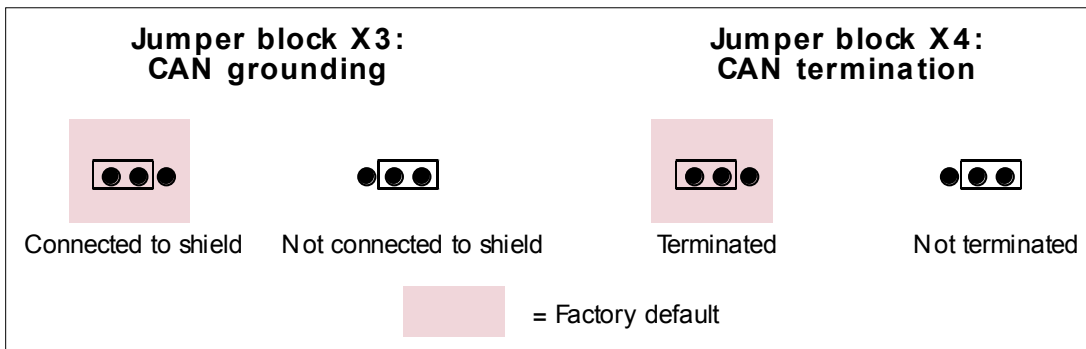 Jumper block X3:
CAN grounding
Jumper block X4:
CAN termination
Connected to shield
Not connected to shield
Terminated
Not terminated
= Factory default